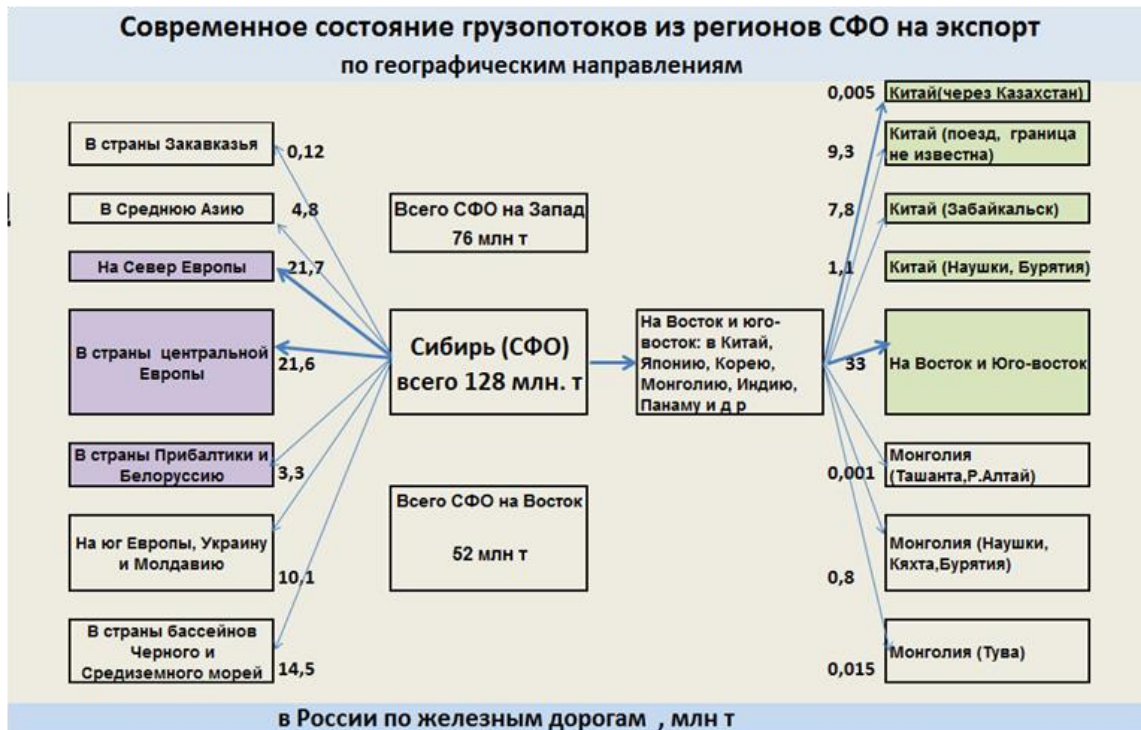 Современное состояние грузопотоков из регионов СФО на экспорт
по географическим направлениям
В страны Закавказья
0,12
В Среднюю Азию
4,8
На Север Европы
21,7
В страны центральной
Европы
21,6
В страны Прибалтики и
Белоруссию
3,3
На юг Европы, Украину
и Молдавию
10,1
В страны бассейнов
Черного и
Средиземного морей
14,5
Всего СФО на Запад
76 млн т
Сибирь (СФО)
всего 128 млн. т
Всего СФО на Восток
52 млн т
На Восток и юго-
восток: в Китай,
Японию, Корею,
Монголию, Индию,
Панаму и д р
0,005
Китай(через Казахстан)
9,3
Китай (поезд, граница
не известна)
7,8
Китай (Забайкальск)
1,1
Китай (Наушки, Бурятия)
33
На Восток и Юго-восток
0,001
Монголия
(Ташанта,Р.Алтай)
0,8
Монголия (Наушки,
Кяхта,Бурятия)
0,015
Монголия (Тува)
в России по железным дорогам , млн т